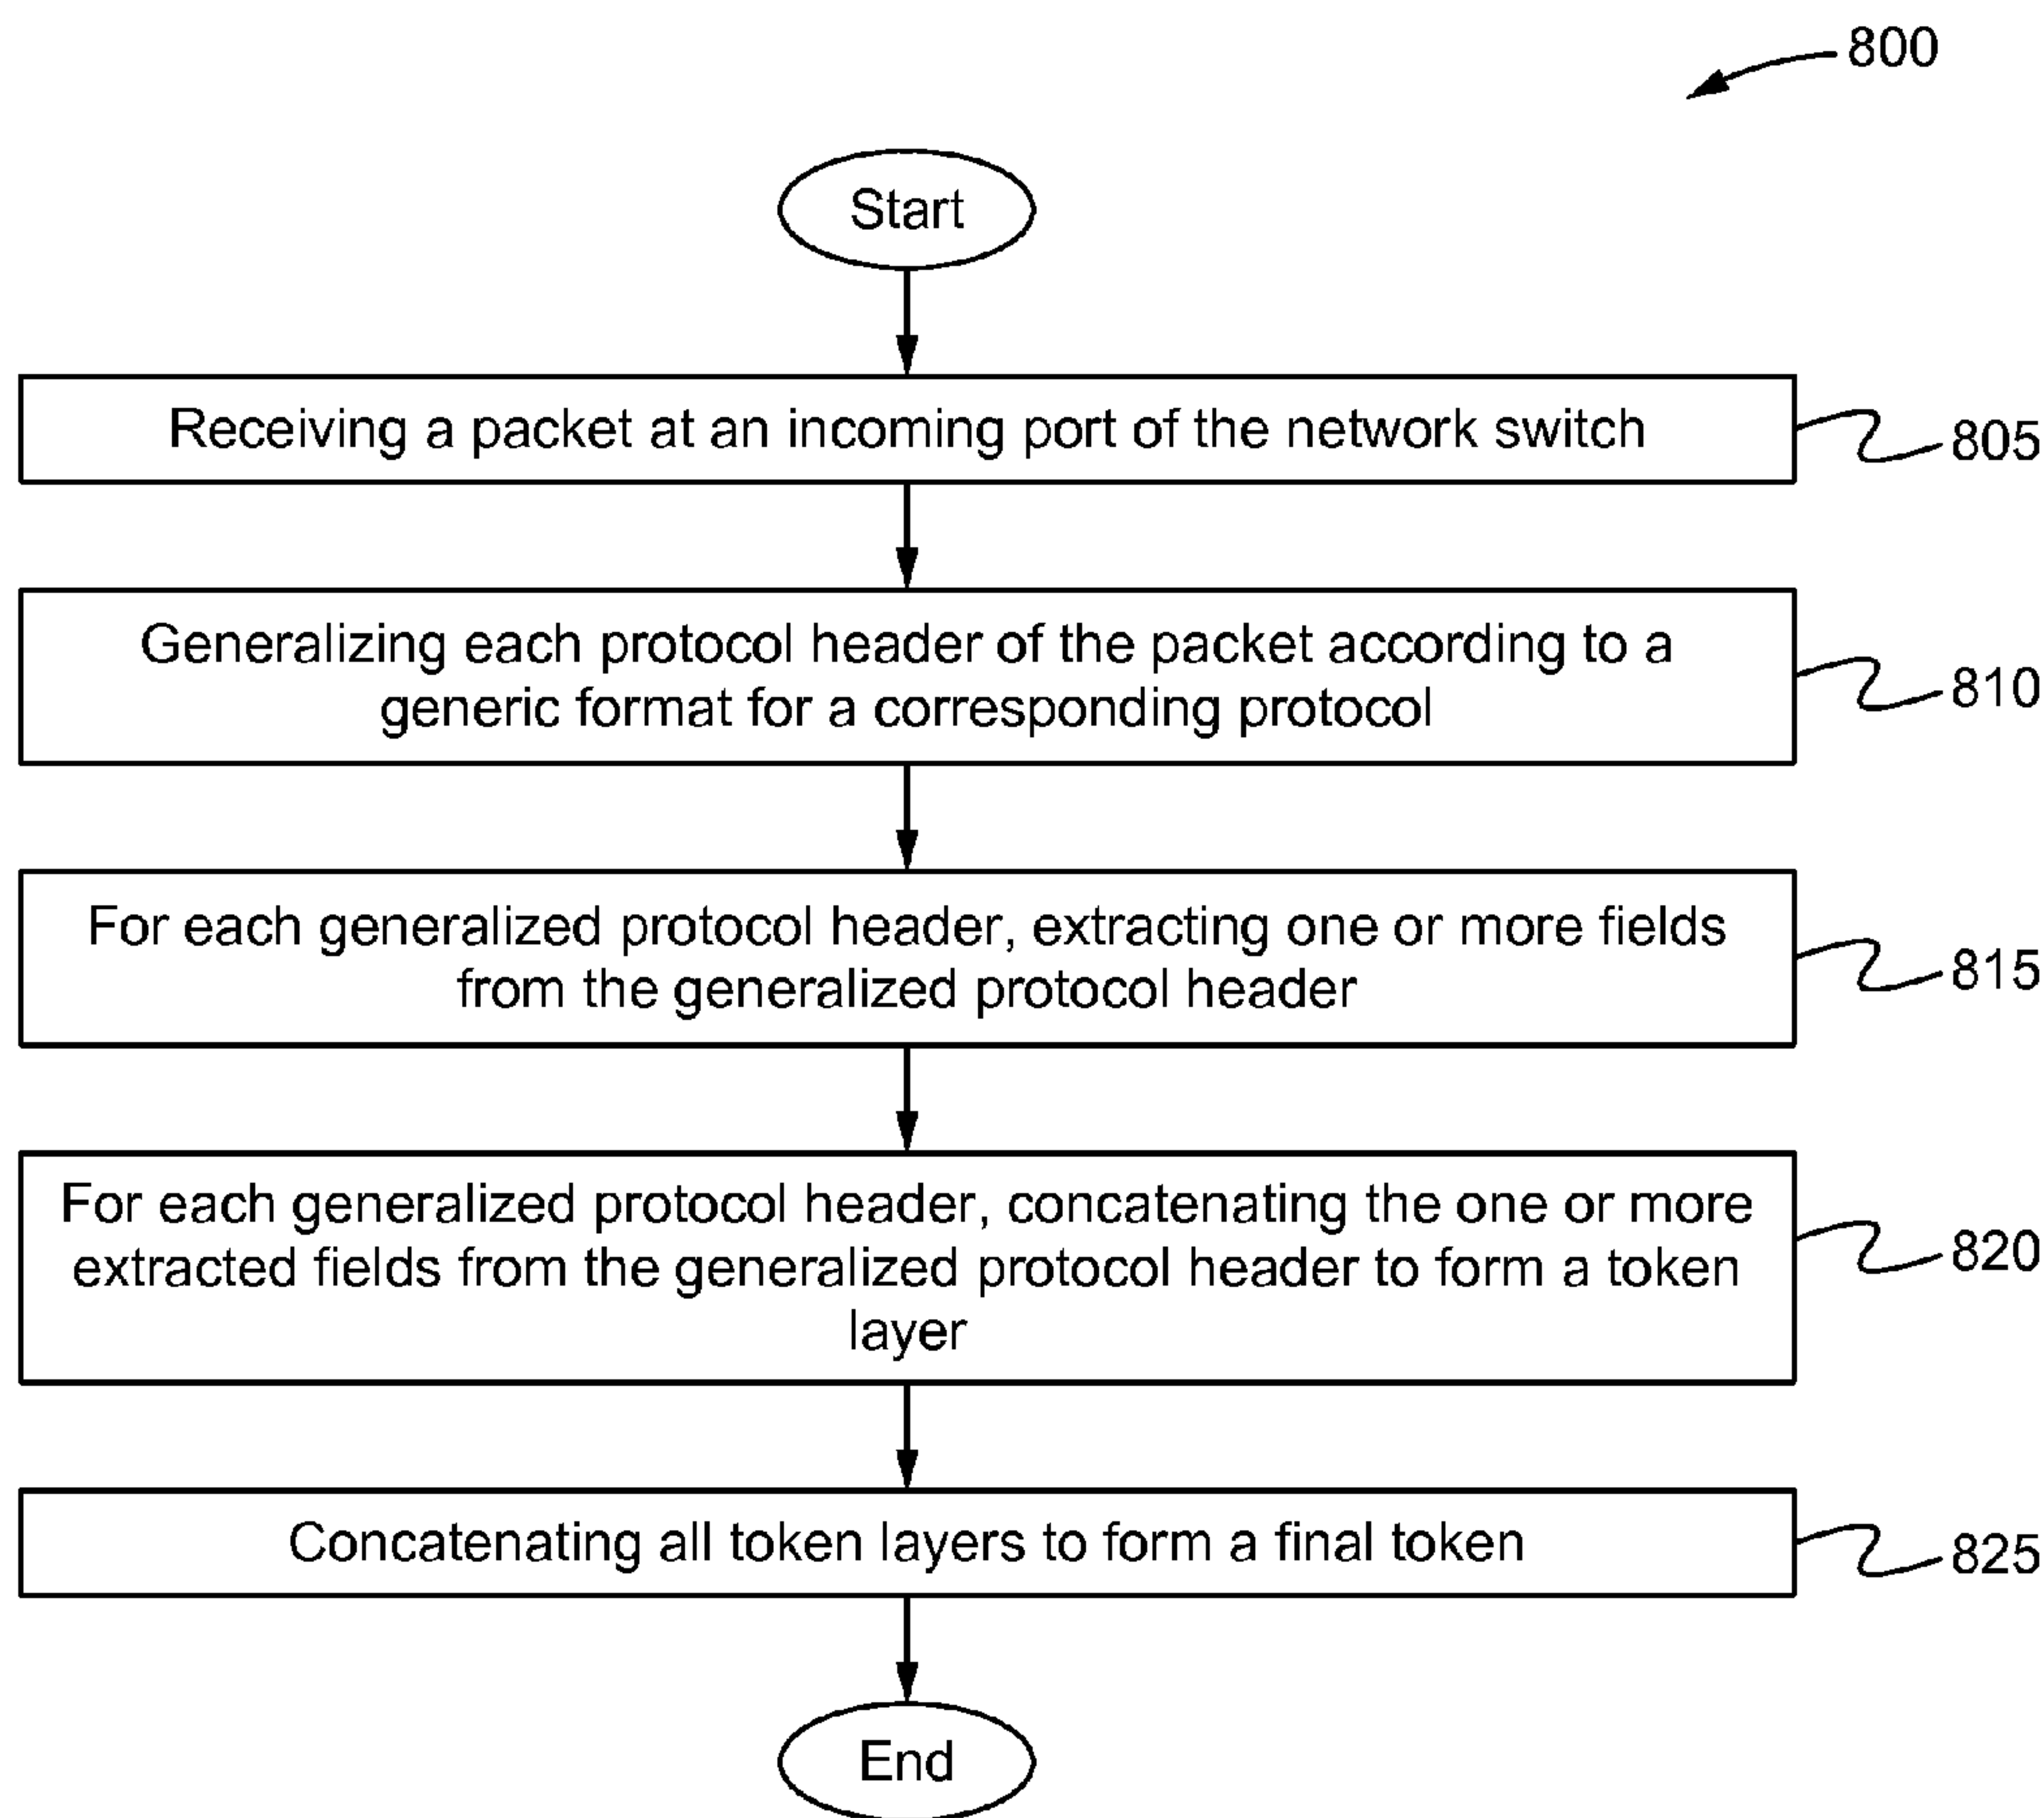 800
Start
Receiving a packet at an incoming port of the network switch
805
Generalizing each protocol header of the packet according to a
generic format for a corresponding protocol
810
For each generalized protocol header, extracting one or more fields
from the generalized protocol header
815
For each generalized protocol header, concatenating the one or more
extracted fields from the generalized protocol header to form a token
layer
820
Concatenating all token layers to form a final token
825
End